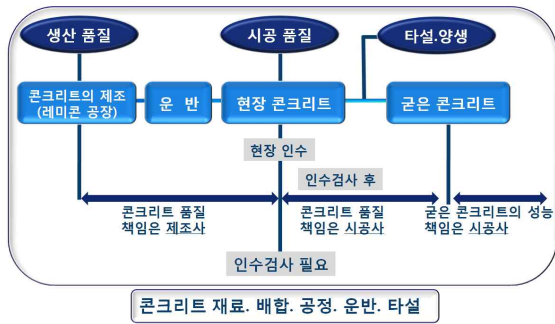 생산 품질
시공 품질
타설.양생
콘크리트의 제조
(레미콘 공장)
운 반
현장 콘크리트
굳은 콘크리트
현장 인수
인수검사 후
콘크리트 품질
책임은 제조사
콘크리트 품질
책임은 시공사
굳은 콘크리트의 성능
책임은 시공사
인수검사 필요
콘크리트 재료. 배합. 공정. 운반. 타설